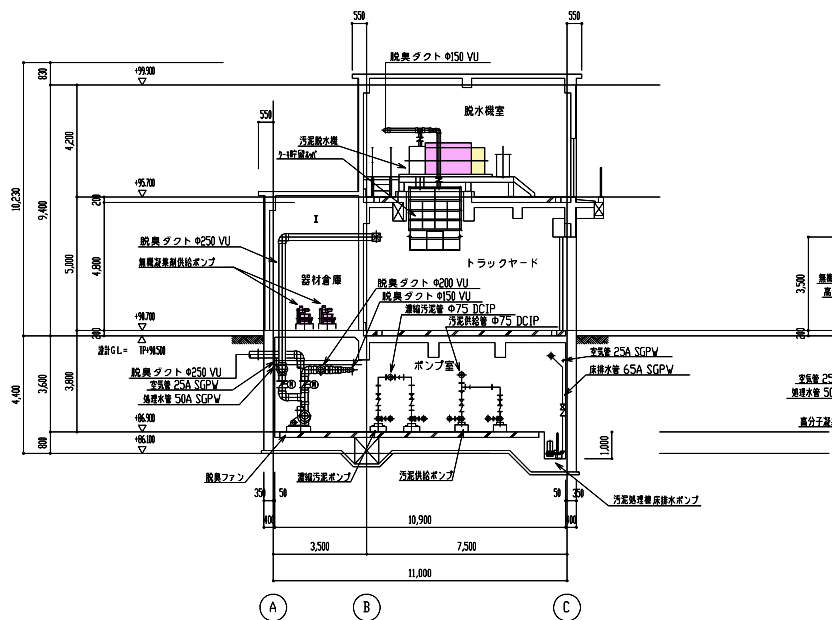 550
550
脱臭ダクト Φ150 VU
+99.900
830
脱水機室
550
汚泥脱水機
ケーキ貯留ホッパ
4,200
10,230
9,400
+95.700
200
I
脱臭ダクト Φ250 VU
無機凝集剤供給ポンプ
トラックヤード
5,000
4,800
3,500
器材倉庫
脱臭ダクト Φ200 VU
脱臭ダクト Φ150 VU
濃縮汚泥管 Φ75 DCIP
汚泥供給管 Φ75 DCIP
+90.700
200
200
設計GL= TP+90.500
脱臭ダクト Φ250 VU
空気管 25A SGPW
処理水管 50A SGPW
ポンプ室
空気管 25A SGPW
床排水管 65A SGPW
4,400
3,600
3,800
+86.900
800
+86.100
1,000
脱臭ファン
濃縮汚泥ポンプ
汚泥供給ポンプ
汚泥処理棟床排水ポンプ
350
50
50
350
400
10,900
400
3,500
7,500
11,000
A
B
C
無機
高
空気管 25
処理水管 50
高分子凝